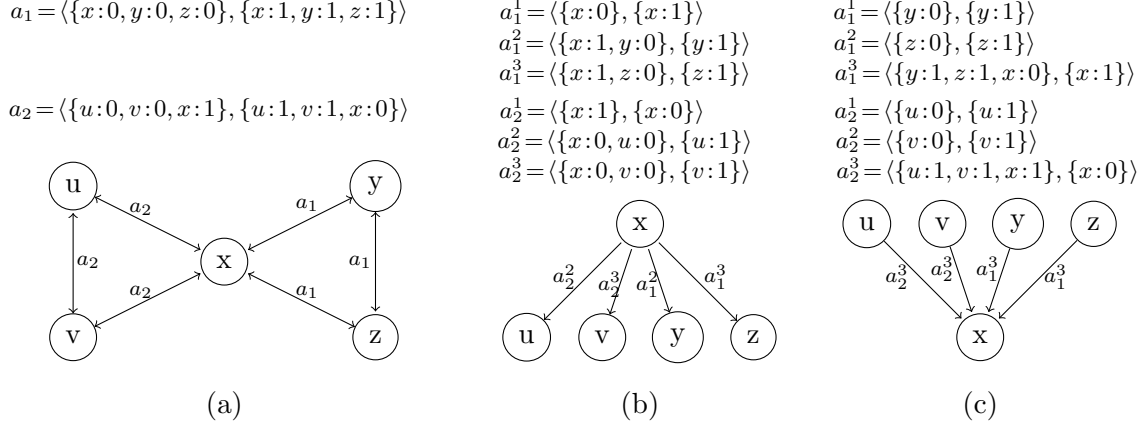 a₁=⟨{x:0, y:0, z:0}, {x:1, y:1, z:1}⟩
a₂=⟨{u:0, v:0, x:1}, {u:1, v:1, x:0}⟩
u
y
a₂
a₁
a₂
x
a₁
a₂
a₁
v
z
(a)
a₁¹=⟨{x:0}, {x:1}⟩
a₁²=⟨{x:1, y:0}, {y:1}⟩
a₁³=⟨{x:1, z:0}, {z:1}⟩
a₂¹=⟨{x:1}, {x:0}⟩
a₂²=⟨{x:0, u:0}, {u:1}⟩
a₂³=⟨{x:0, v:0}, {v:1}⟩
x
a₂² a₂³ a₁² a₁³
u v y z
(b)
a₁¹=⟨{y:0}, {y:1}⟩
a₁²=⟨{z:0}, {z:1}⟩
a₁³=⟨{y:1, z:1, x:0}, {x:1}⟩
a₂¹=⟨{u:0}, {u:1}⟩
a₂²=⟨{v:0}, {v:1}⟩
a₂³=⟨{u:1, v:1, x:1}, {x:0}⟩
u v y z
a₂³ a₂³ a₁³ a₁³
x
(c)